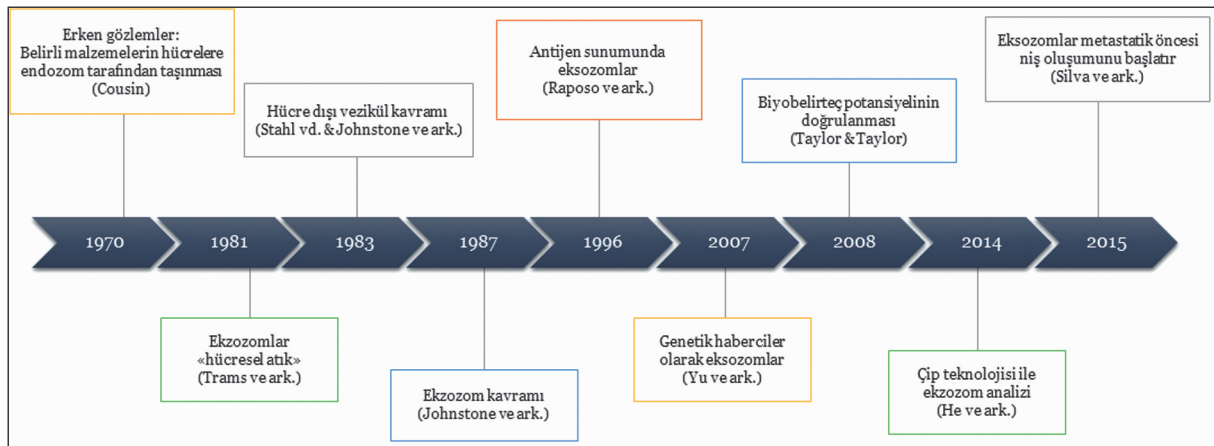 Erken gözlemler:
Belirli malzemelerin hücrelere
endozom tarafından taşınması
(Cousin)
Hücre dışı vezikül kavramı
(Stahl vd. &Johnstone ve ark.)
Antijen sunumunda
eksozomlar
(Raposo ve ark.)
Biyobelirteç potansiyelinin
doğrulanması
(Taylor &Taylor)
Eksozomlar metastatik öncesi
niş oluşumunu başlatır
(Silva ve ark.)
1970 1981 1983 1987 1996 2007 2008 2014 2015
Ekzozomlar
«hücresel atık»
(Trams ve ark.)
Ekzozom kavramı
(Johnstone ve ark.)
Genetik haberciler
olarak eksozomlar
(Yu ve ark.)
Çip teknolojisi ile
ekzozom analizi
(He ve ark.)